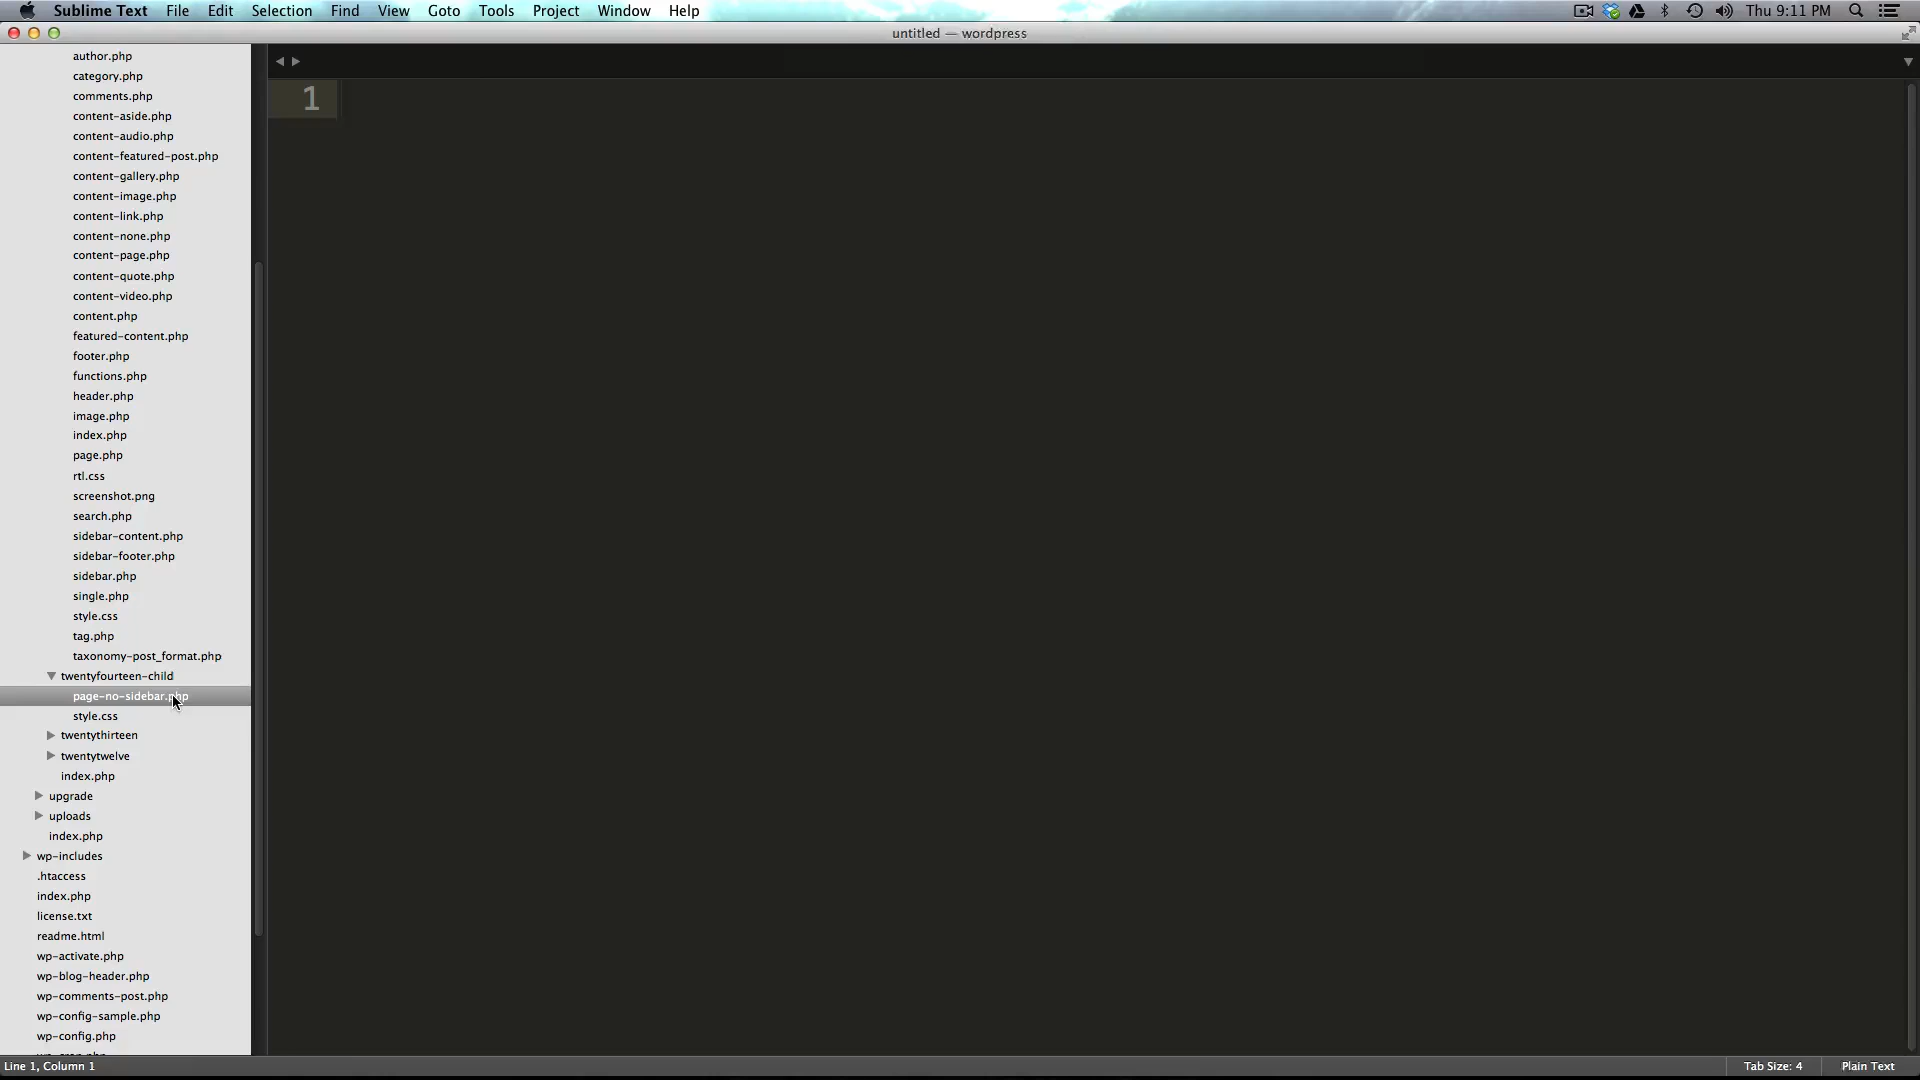 Sublime Text File Edit Selection Find View Goto Tools Project Window Help Thu 9:11 PM
untitled — wordpress
author.php
1
category.php
comments.php
content-aside.php
content-audio.php
content-featured-post.php
content-gallery.php
content-image.php
content-link.php
content-none.php
content-page.php
content-quote.php
content-video.php
content.php
featured-content.php
footer.php
functions.php
header.php
image.php
index.php
page.php
rtl.css
screenshot.png
search.php
sidebar-content.php
sidebar-footer.php
sidebar.php
single.php
style.css
tag.php
taxonomy-post_format.php
twentyfourteen-child
page-no-sidebar.php
style.css
twentythirteen
twentytwelve
index.php
upgrade
uploads
index.php
wp-includes
.htaccess
index.php
license.txt
readme.html
wp-activate.php
wp-blog-header.php
wp-comments-post.php
wp-config-sample.php
wp-config.php
Line 1, Column 1 Tab Size: 4 Plain Text